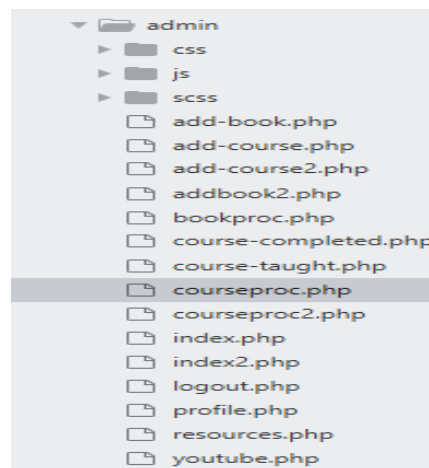 admin
css
js
scss
add-book.php
add-course.php
add-course2.php
addbook2.php
bookproc.php
course-completed.php
course-taught.php
courseproc.php
courseproc2.php
index.php
index2.php
logout.php
profile.php
resources.php
youtube.php